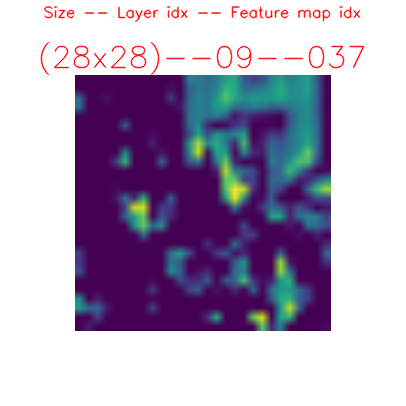 Size -- Layer idx -- Feature map idx
(28x28)--09--037